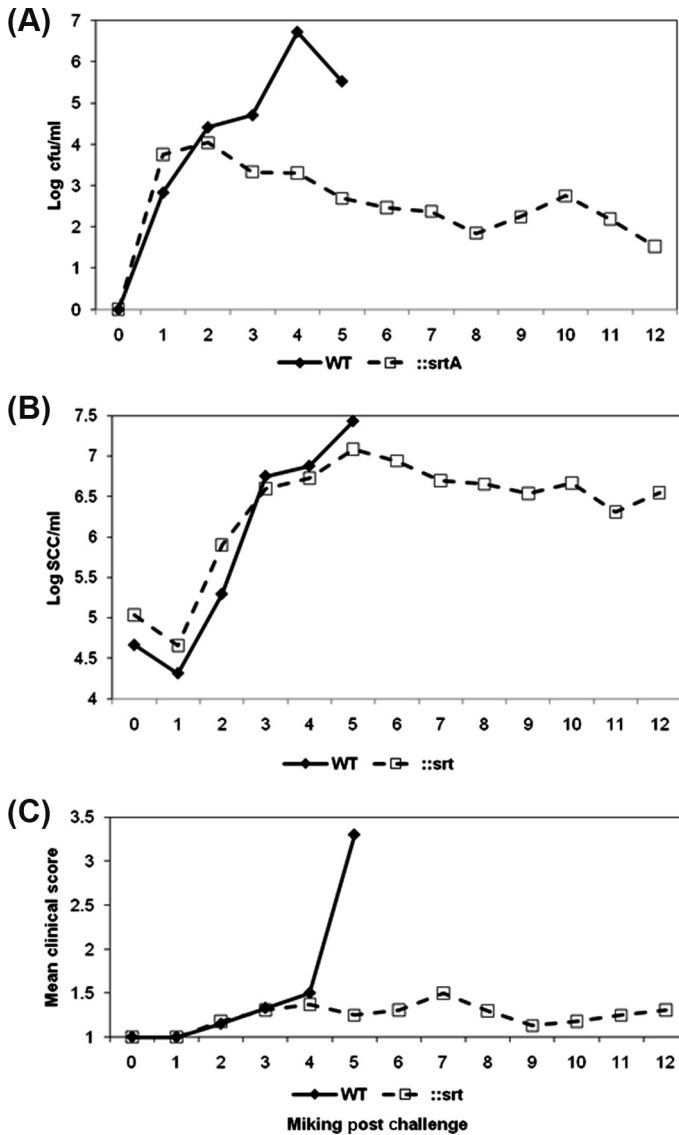 (A)
Log cfu/ml
7
6
5
4
3
2
1
0
0 1 2 3 4 5 6 7 8 9 10 11 12
WT ::srtA
(B)
Log SCC/ml
7.5
7
6.5
6
5.5
5
4.5
4
0 1 2 3 4 5 6 7 8 9 10 11 12
WT ::srt
(C)
Mean clinical score
3.5
3
2.5
2
1.5
1
0 1 2 3 4 5 6 7 8 9 10 11 12
WT ::srt
Miking post challenge